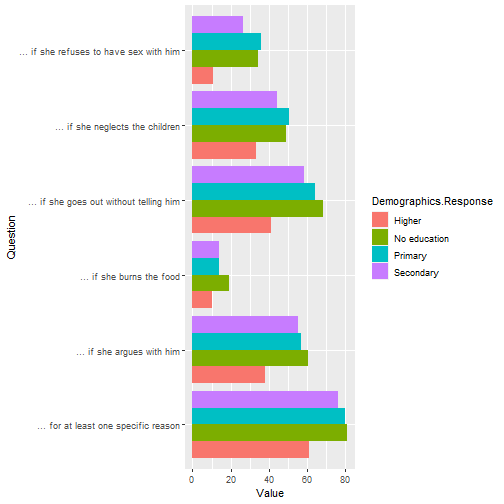 ... if she refuses to have sex with him
... if she neglects the children
... if she goes out without telling him
... if she burns the food
... if she argues with him
... for at least one specific reason
Question
0 20 40 60 80
Value
Demographics.Response
Higher
No education
Primary
Secondary